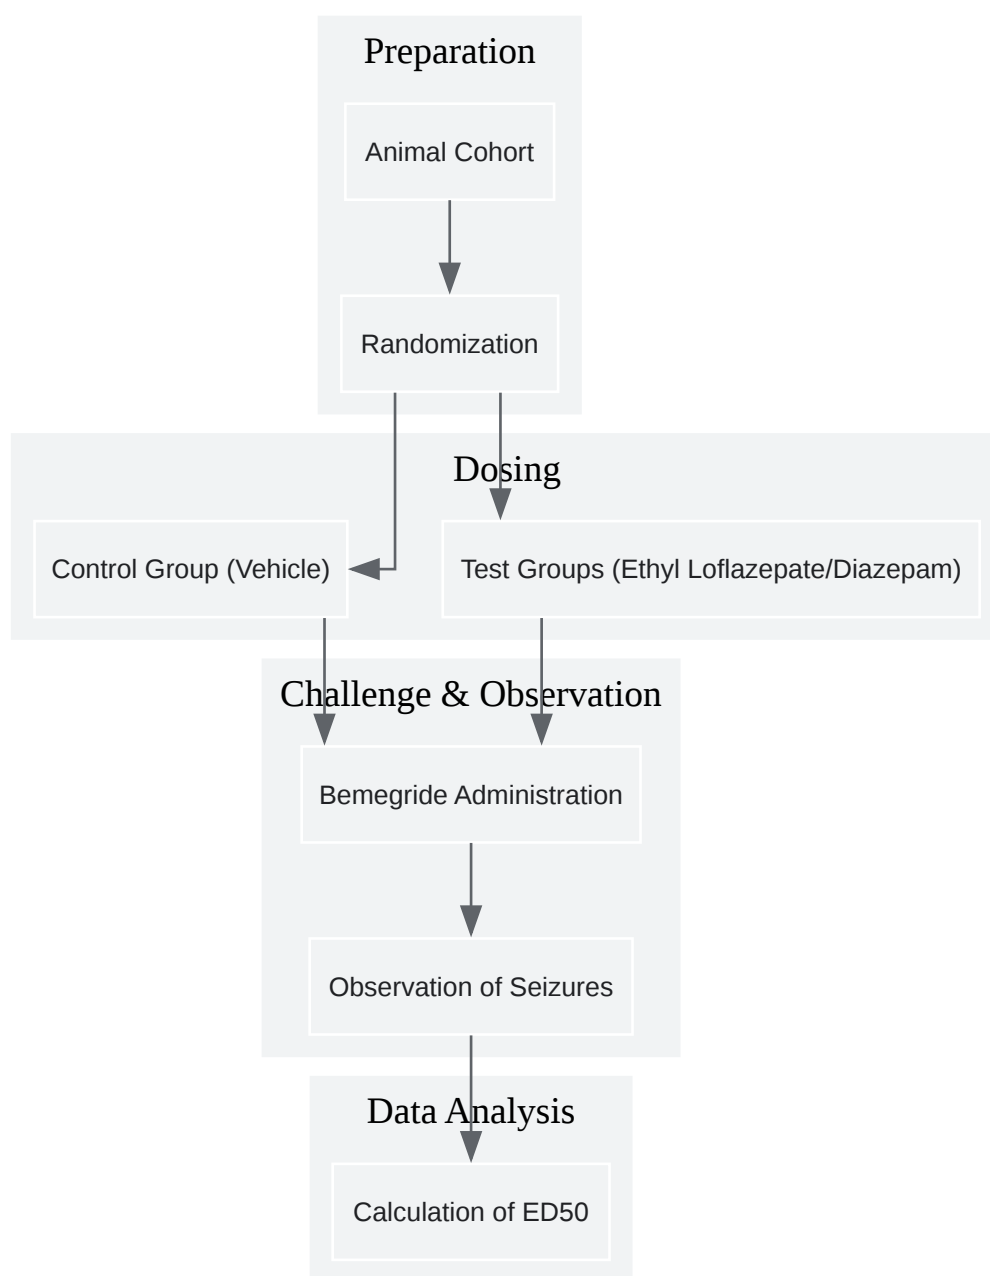 Preparation
Animal Cohort
Randomization
Dosing
Control Group (Vehicle)
Test Groups (Ethyl Loflazepate/Diazepam)
Challenge & Observation
Bemegride Administration
Observation of Seizures
Data Analysis
Calculation of ED50